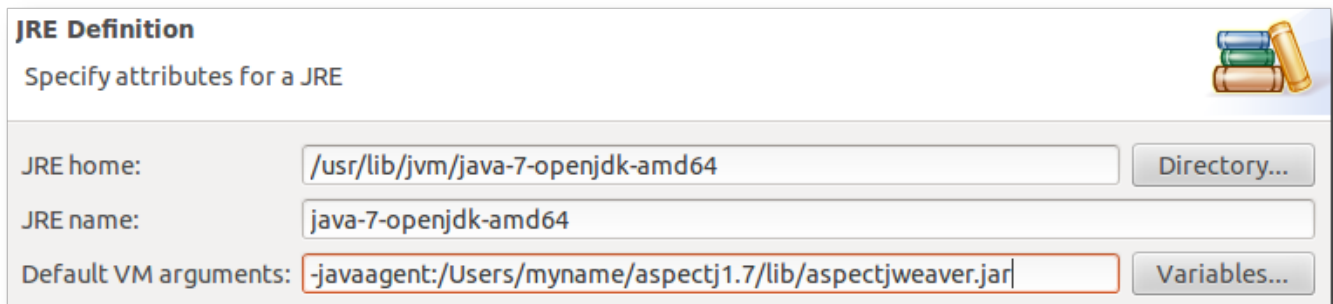 JRE Definition
Specify attributes for a JRE
JRE home: /usr/lib/jvm/java-7-openjdk-amd64 Directory...
JRE name: java-7-openjdk-amd64
Default VM arguments: -javaagent:/Users/myname/aspectj1.7/lib/aspectjweaver.jar Variables...